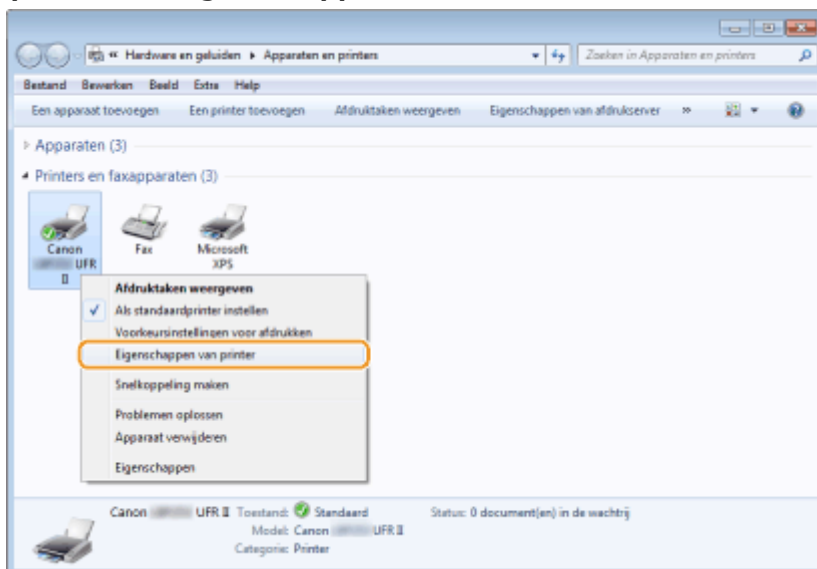 « Hardware en geluiden ▸ Apparaten en printers
Zoeken in Apparaten en printers
Bestand Bewerken Beeld Extra Help
Een apparaat toevoegen Een printer toevoegen Afdruktaken weergeven Eigenschappen van afdrukserver »
Apparaten (3)
Printers en faxapparaten (3)
Canon
UFR
II
Fax
Microsoft
XPS
Afdruktaken weergeven
Als standaardprinter instellen
Voorkeursinstellingen voor afdrukken
Eigenschappen van printer
Snelkoppeling maken
Problemen oplossen
Apparaat verwijderen
Eigenschappen
Canon UFR II Toestand: Standaard Status: 0 document(en) in de wachtrij
Model: Canon UFR II
Categorie: Printer